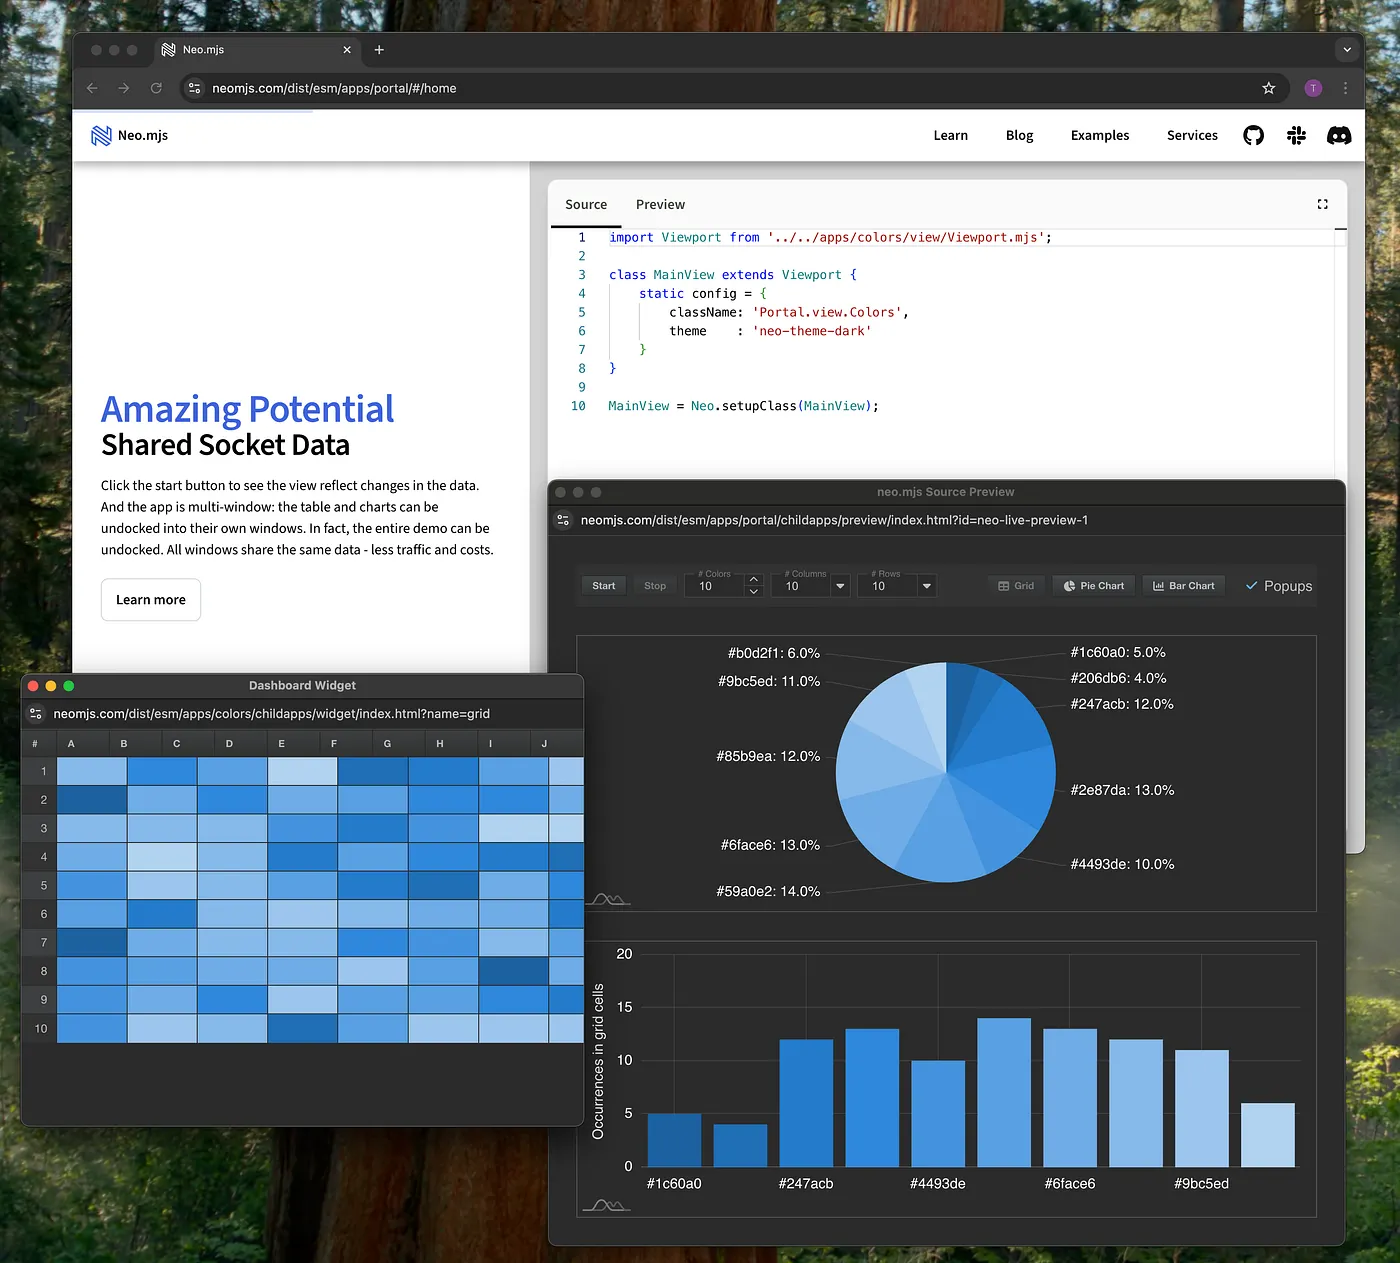 Neo.mjs
neomjs.com/dist/esm/apps/portal/#/home
T
Neo.mjs
Learn Blog Examples Services
Amazing Potential
Shared Socket Data
Click the start button to see the view reflect changes in the data.
And the app is multi-window: the table and charts can be
undocked into their own windows. In fact, the entire demo can be
undocked. All windows share the same data - less traffic and costs.
Learn more
Source Preview
1 import Viewport from '../../apps/colors/view/Viewport.mjs';
2
3 class MainView extends Viewport {
4 static config = {
5 className: 'Portal.view.Colors',
6 theme : 'neo-theme-dark'
7 }
8 }
9
10 MainView = Neo.setupClass(MainView);
neo.mjs Source Preview
neomjs.com/dist/esm/apps/portal/childapps/preview/index.html?id=neo-live-preview-1
# Colors # Columns # Rows
Start Stop 10 10 10 Grid Pie Chart Bar Chart Popups
#b0d2f1: 6.0%
#9bc5ed: 11.0%
#85b9ea: 12.0%
#6face6: 13.0%
#59a0e2: 14.0%
#1c60a0: 5.0%
#206db6: 4.0%
#247acb: 12.0%
#2e87da: 13.0%
#4493de: 10.0%
Occurrences in grid cells
20
15
10
5
0
#1c60a0 #247acb #4493de #6face6 #9bc5ed
Dashboard Widget
neomjs.com/dist/esm/apps/colors/childapps/widget/index.html?name=grid
# A B C D E F G H I J
1
2
3
4
5
6
7
8
9
10